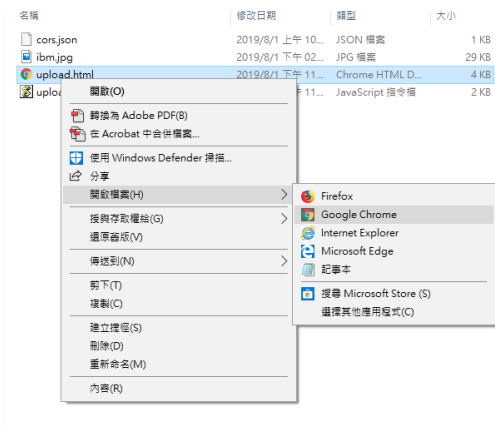 名稱 修改日期 類型 大小
cors.json 2019/8/1 上午 10... JSON 檔案 1 KB
ibm.jpg 2019/8/1 下午 02... JPG 檔案 29 KB
upload.html 2019/8/1 下午 11... Chrome HTML D... 4 KB
uploa 下午 11... JavaScript 指令檔 2 KB
開啟(O)
轉換為 Adobe PDF(B)
在 Acrobat 中合併檔案...
使用 Windows Defender 掃描...
分享
開啟檔案(H)
Firefox
Google Chrome
Internet Explorer
Microsoft Edge
記事本
搜尋 Microsoft Store (S)
選擇其他應用程式(C)
授與存取權給(G)
還原舊版(V)
傳送到(N)
剪下(T)
複製(C)
建立捷徑(S)
刪除(D)
重新命名(M)
內容(R)